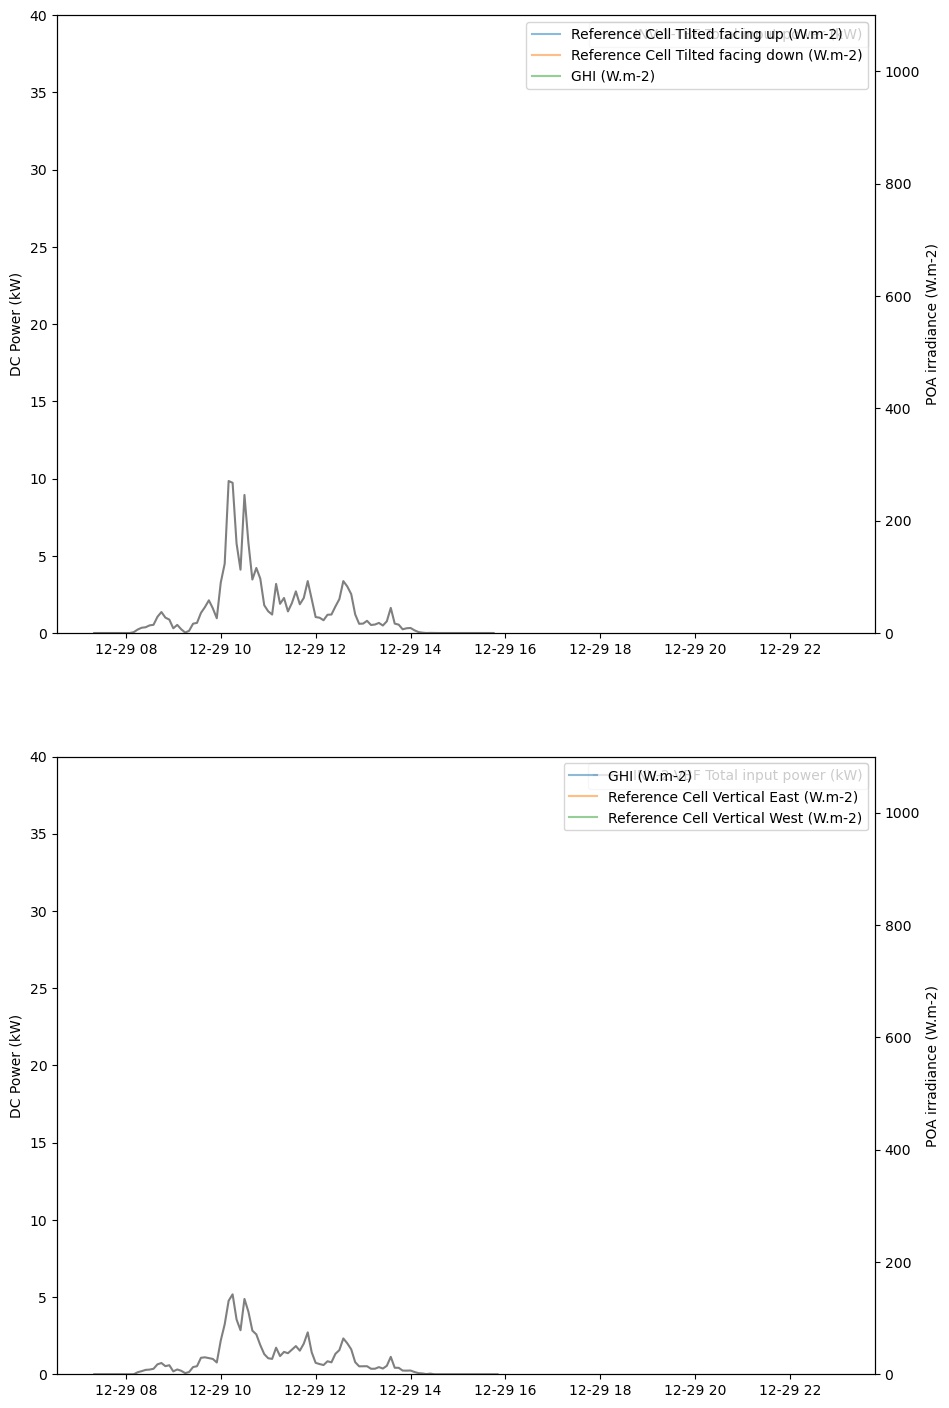 40
35
30
25
20
15
10
5
0
DC Power (kW)
Reference Cell Tilted facing up (W.m-2)
Reference Cell Tilted facing down (W.m-2)
GHI (W.m-2)
1000
800
600
400
200
0
POA irradiance (W.m-2)
12-29 08 12-29 10 12-29 12 12-29 14 12-29 16 12-29 18 12-29 20 12-29 22
40
35
30
25
20
15
10
5
0
DC Power (kW)
GHI (W.m-2) Total input power (kW)
Reference Cell Vertical East (W.m-2)
Reference Cell Vertical West (W.m-2)
1000
800
600
400
200
0
POA irradiance (W.m-2)
12-29 08 12-29 10 12-29 12 12-29 14 12-29 16 12-29 18 12-29 20 12-29 22